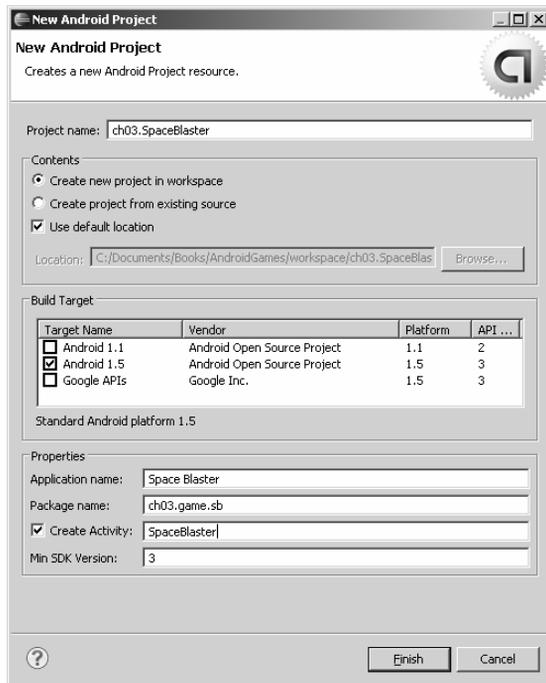 New Android Project
New Android Project
Creates a new Android Project resource.
Project name: ch03.SpaceBlaster
Contents
Create new project in workspace
Create project from existing source
Use default location
Location: C:/Documents/Books/AndroidGames/workspace/ch03.SpaceBlas Browse...
Build Target
Target Name Vendor Platform API ...
Android 1.1 Android Open Source Project 1.1 2
Android 1.5 Android Open Source Project 1.5 3
Google APIs Google Inc. 1.5 3
Standard Android platform 1.5
Properties
Application name: Space Blaster
Package name: ch03.game.sb
Create Activity: SpaceBlaster
Min SDK Version: 3
? Finish Cancel